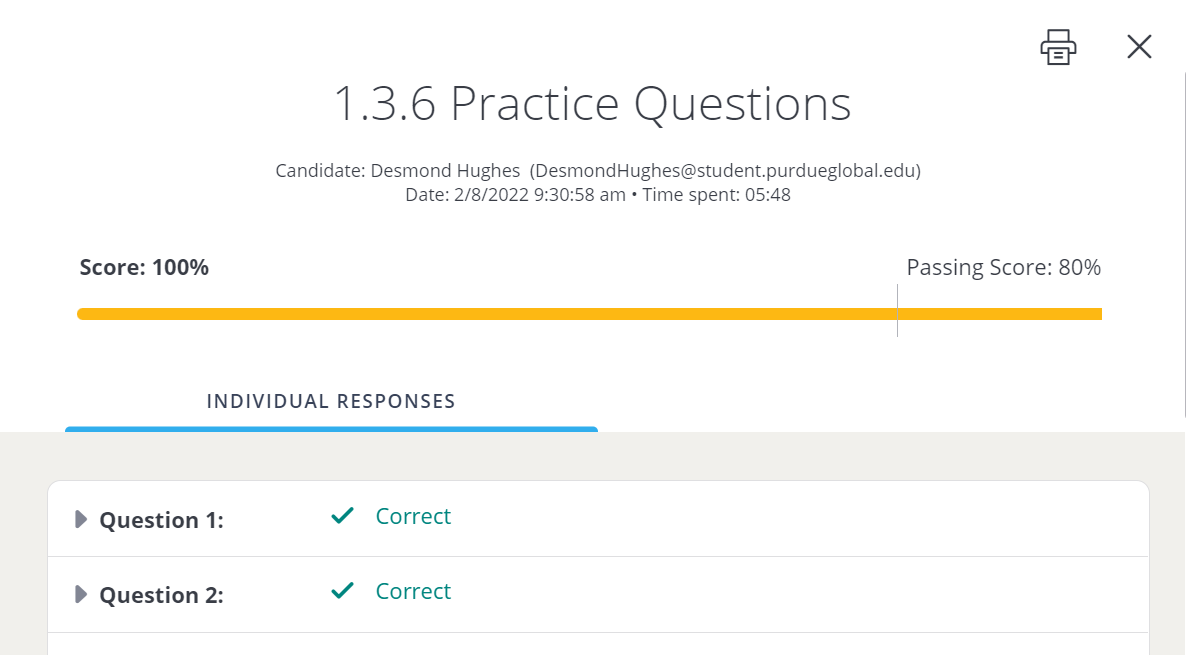 1.3.6 Practice Questions
Candidate: Desmond Hughes (DesmondHughes@student.purdueglobal.edu)
Date: 2/8/2022 9:30:58 am • Time spent: 05:48
Score: 100%
Passing Score: 80%
INDIVIDUAL RESPONSES
Question 1: Correct
Question 2: Correct